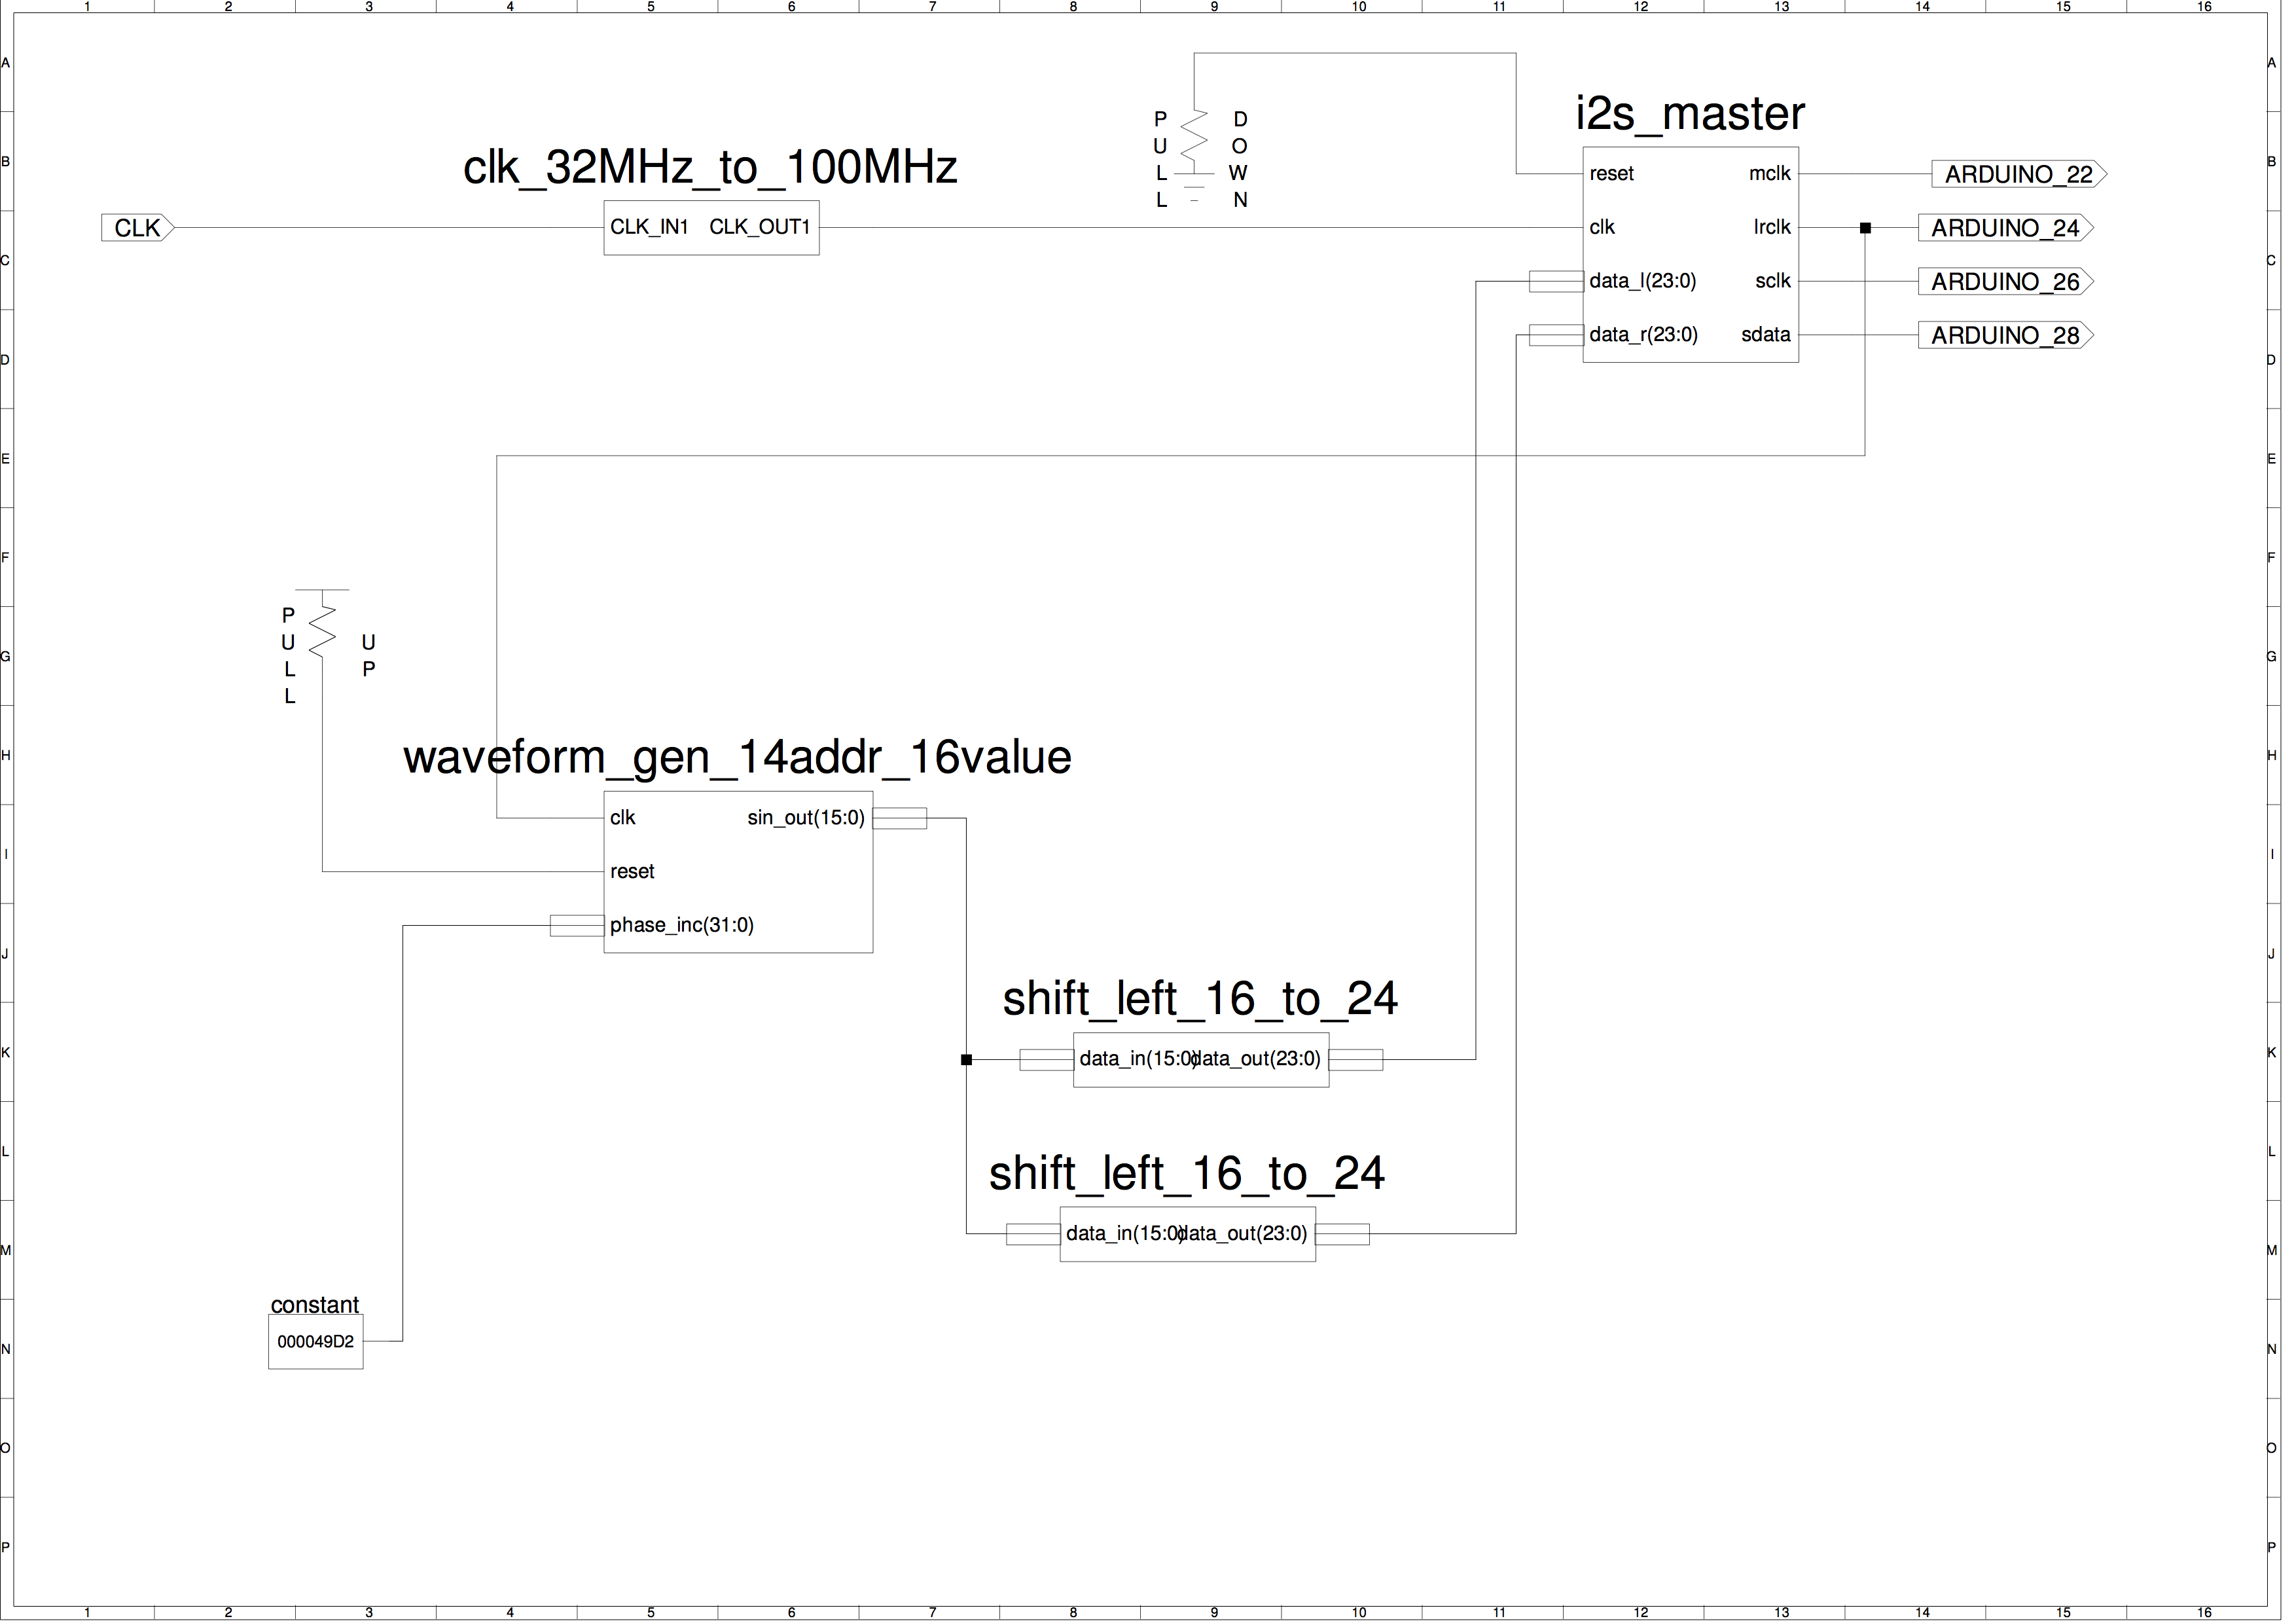 1 2 3 4 5 6 7 8 9 10 11 12 13 14 15 16
A A
i2s_master
P D
U O
L W
L N
B B
clk_32MHz_to_100MHz
reset mclk ARDUINO_22
CLK CLK_IN1 CLK_OUT1 clk lrclk ARDUINO_24
C C
data_l(23:0) sclk ARDUINO_26
data_r(23:0) sdata ARDUINO_28
D D
E E
F F
P
U U
L P
L
G G
waveform_gen_14addr_16value
H H
clk sin_out(15:0)
I I
reset
phase_inc(31:0)
J J
shift_left_16_to_24
K K
data_in(15:0) data_out(23:0)
L L
shift_left_16_to_24
data_in(15:0) data_out(23:0)
M M
constant
000049D2
N N
O O
P P
1 2 3 4 5 6 7 8 9 10 11 12 13 14 15 16